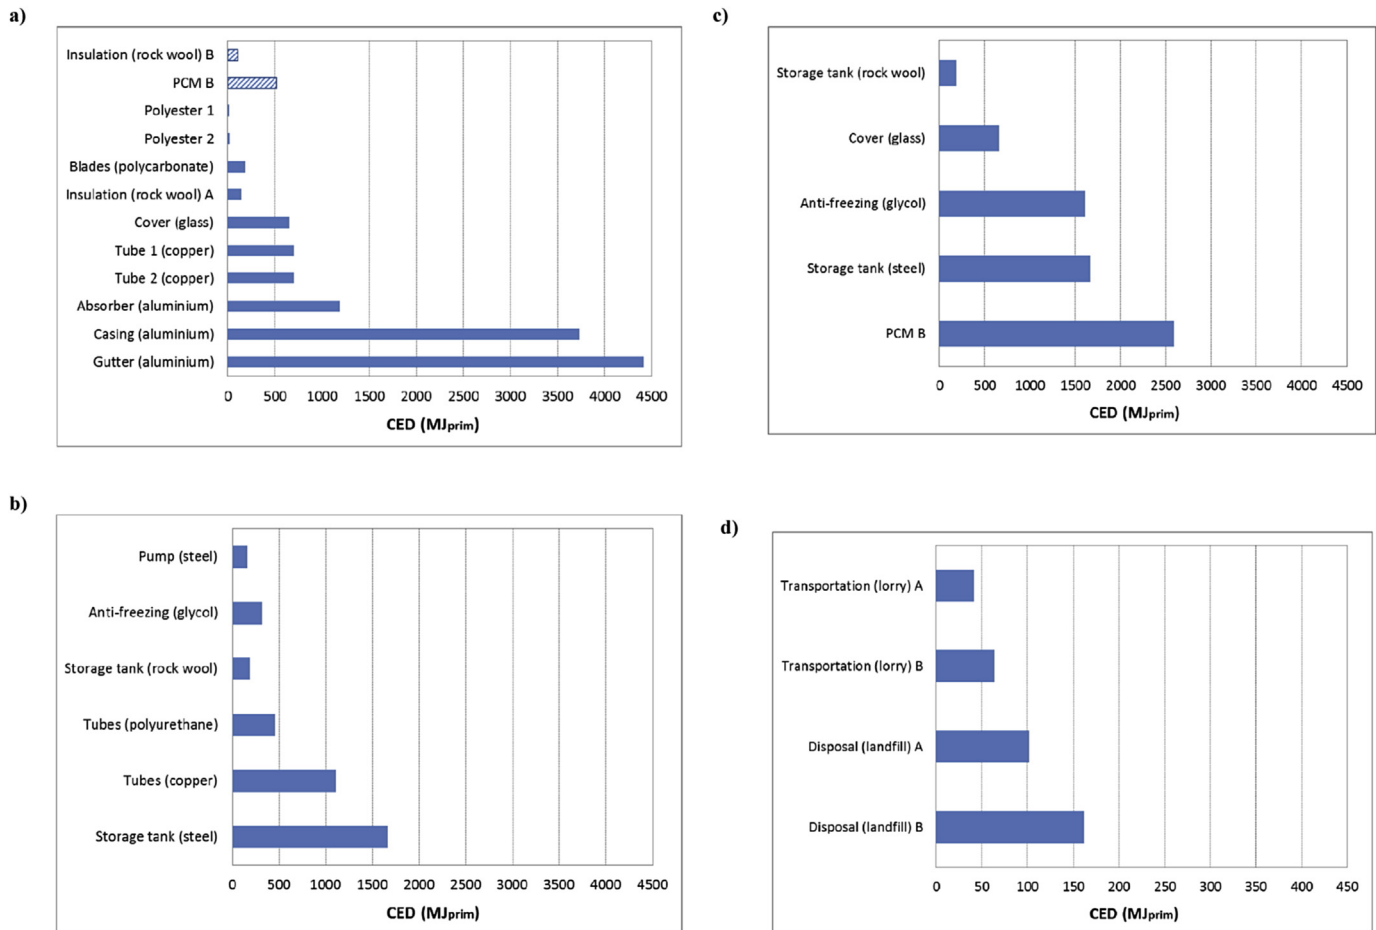 a)
Insulation (rock wool) B
PCM B
Polyester 1
Polyester 2
Blades (polycarbonate)
Insulation (rock wool) A
Cover (glass)
Tube 1 (copper)
Tube 2 (copper)
Absorber (aluminium)
Casing (aluminium)
Gutter (aluminium)
0 500 1000 1500 2000 2500 3000 3500 4000 4500
CED (MJprim)
c)
Storage tank (rock wool)
Cover (glass)
Anti-freezing (glycol)
Storage tank (steel)
PCM B
0 500 1000 1500 2000 2500 3000 3500 4000 4500
CED (MJprim)
b)
Pump (steel)
Anti-freezing (glycol)
Storage tank (rock wool)
Tubes (polyurethane)
Tubes (copper)
Storage tank (steel)
0 500 1000 1500 2000 2500 3000 3500 4000 4500
CED (MJprim)
d)
Transportation (lorry) A
Transportation (lorry) B
Disposal (landfill) A
Disposal (landfill) B
0 50 100 150 200 250 300 350 400 450
CED (MJprim)